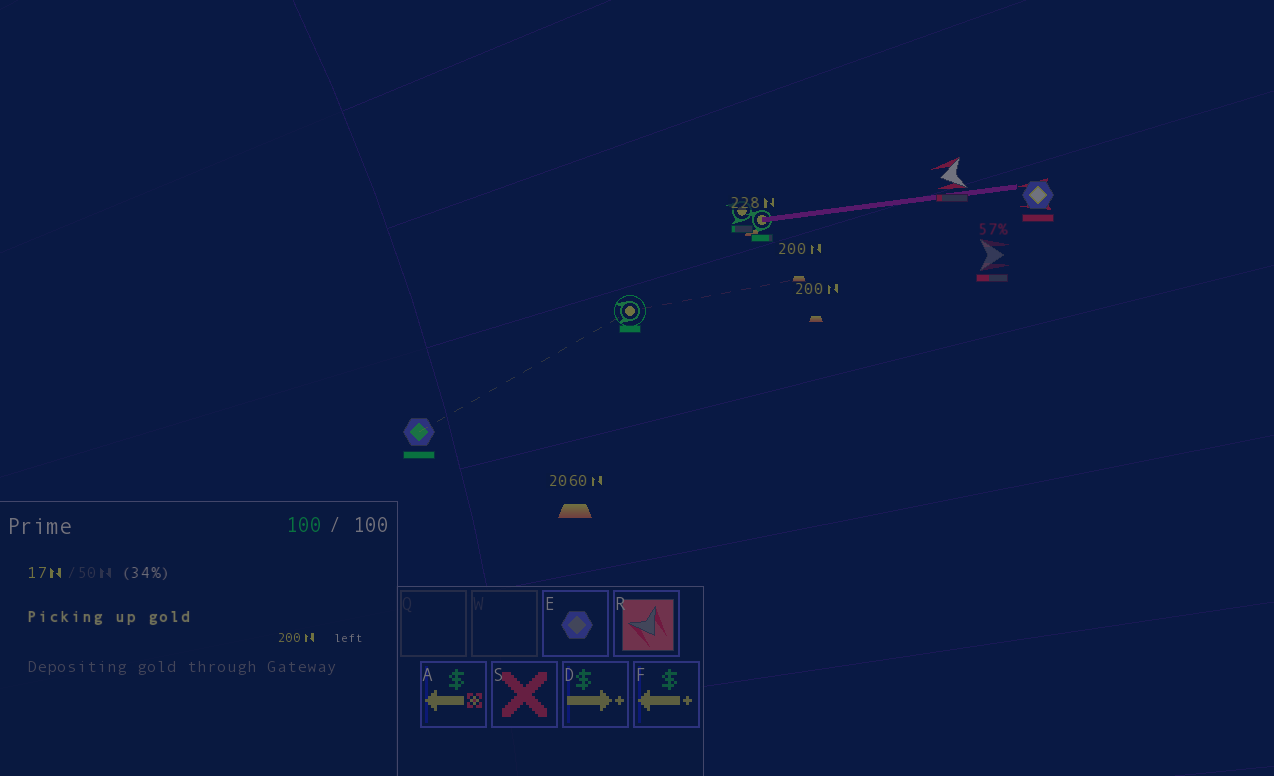 228
57%
200
200
2060
Prime 100 / 100
17/50 (34%)
Picking up gold
200 left
Depositing gold through Gateway
Q W E R
A S D F